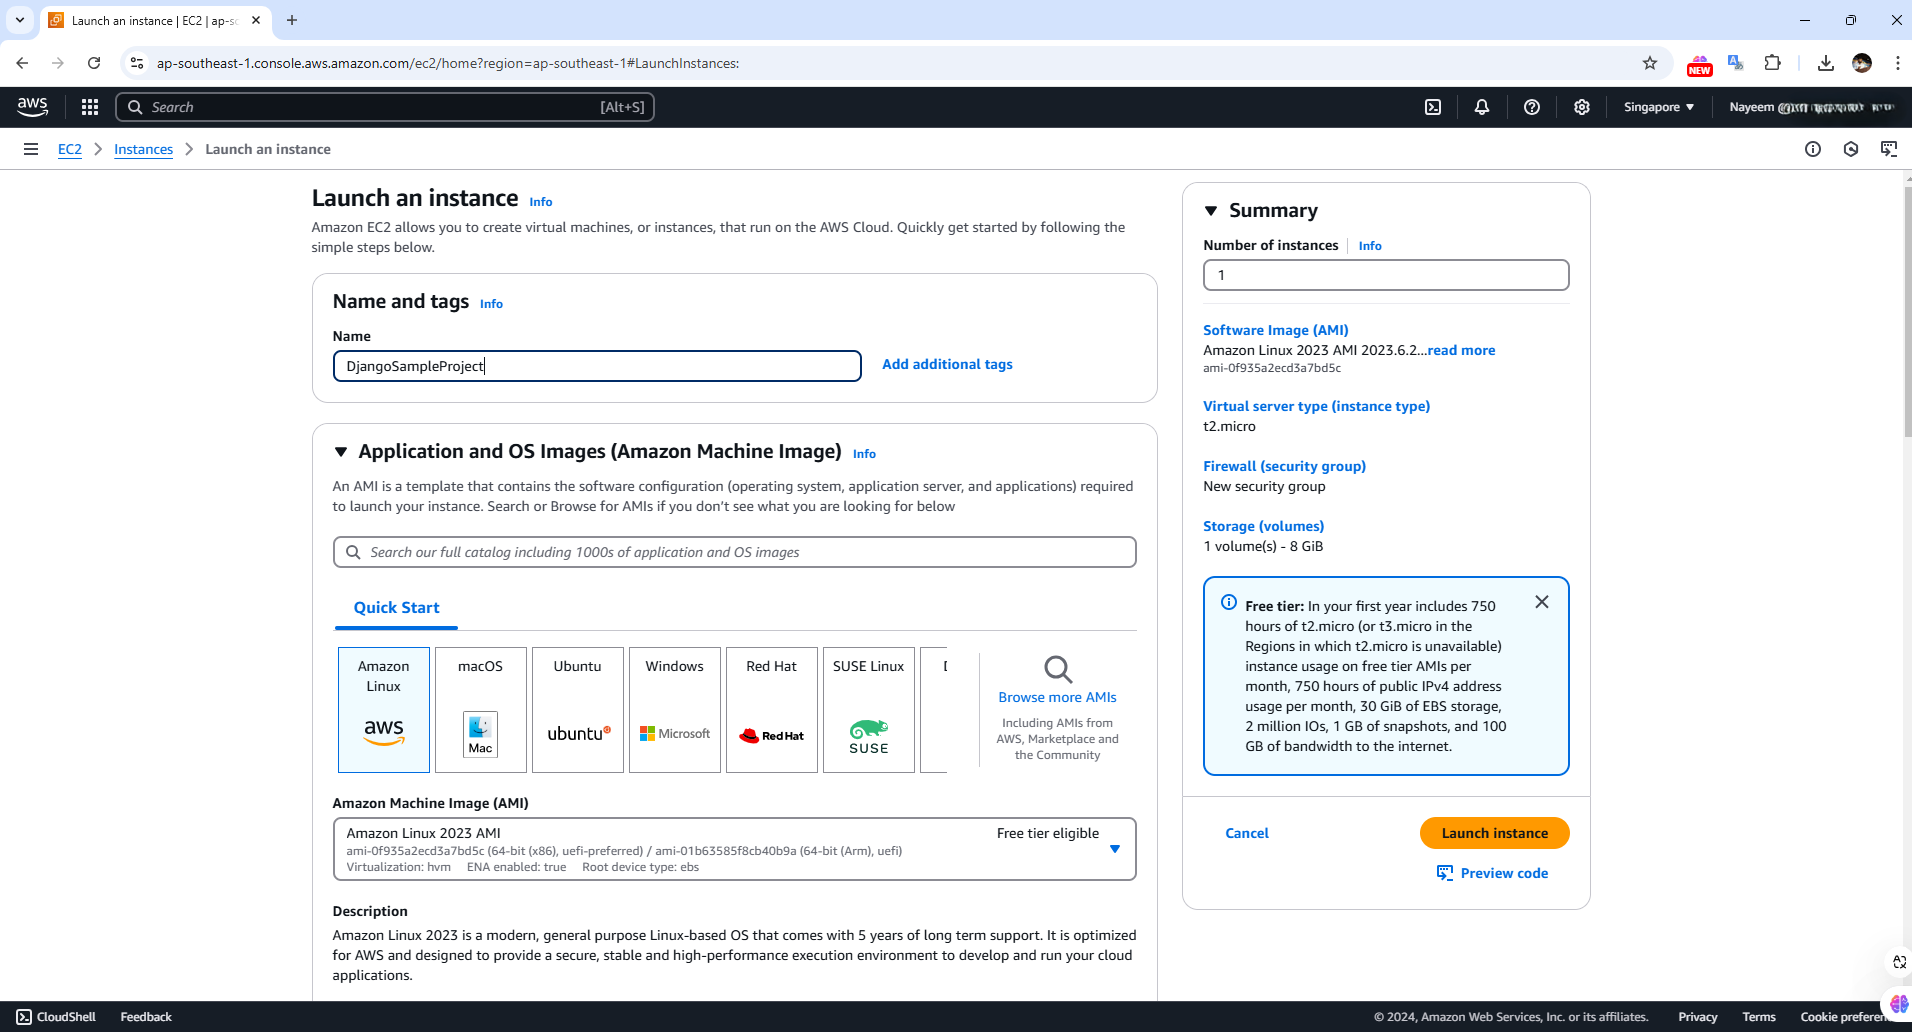 Launch an instance | EC2 | ap-sc
ap-southeast-1.console.aws.amazon.com/ec2/home?region=ap-southeast-1#LaunchInstances:
NEW
aws
Search
[Alt+S]
Singapore
Nayeem
EC2
Instances
Launch an instance
Launch an instance
Info
Amazon EC2 allows you to create virtual machines, or instances, that run on the AWS Cloud. Quickly get started by following the
simple steps below.
Name and tags
Info
Name
DjangoSampleProject
Add additional tags
Application and OS Images (Amazon Machine Image)
Info
An AMI is a template that contains the software configuration (operating system, application server, and applications) required
to launch your instance. Search or Browse for AMIs if you don’t see what you are looking for below
Search our full catalog including 1000s of application and OS images
Quick Start
Amazon
Linux
aws
macOS
Mac
Ubuntu
ubuntu
Windows
Microsoft
Red Hat
Red Hat
SUSE Linux
SUSE
Browse more AMIs
Including AMIs from
AWS, Marketplace and
the Community
Amazon Machine Image (AMI)
Amazon Linux 2023 AMI
Free tier eligible
ami-0f935a2ecd3a7bd5c (64-bit (x86), uefi-preferred) / ami-01b63585f8cb40b9a (64-bit (Arm), uefi)
Virtualization: hvm ENA enabled: true Root device type: ebs
Description
Amazon Linux 2023 is a modern, general purpose Linux-based OS that comes with 5 years of long term support. It is optimized
for AWS and designed to provide a secure, stable and high-performance execution environment to develop and run your cloud
applications.
Summary
Number of instances
Info
1
Software Image (AMI)
Amazon Linux 2023 AMI 2023.6.2...read more
ami-0f935a2ecd3a7bd5c
Virtual server type (instance type)
t2.micro
Firewall (security group)
New security group
Storage (volumes)
1 volume(s) - 8 GiB
Free tier: In your first year includes 750
hours of t2.micro (or t3.micro in the
Regions in which t2.micro is unavailable)
instance usage on free tier AMIs per
month, 750 hours of public IPv4 address
usage per month, 30 GiB of EBS storage,
2 million IOs, 1 GB of snapshots, and 100
GB of bandwidth to the internet.
Cancel
Launch instance
Preview code
CloudShell
Feedback
© 2024, Amazon Web Services, Inc. or its affiliates.
Privacy
Terms
Cookie preferen